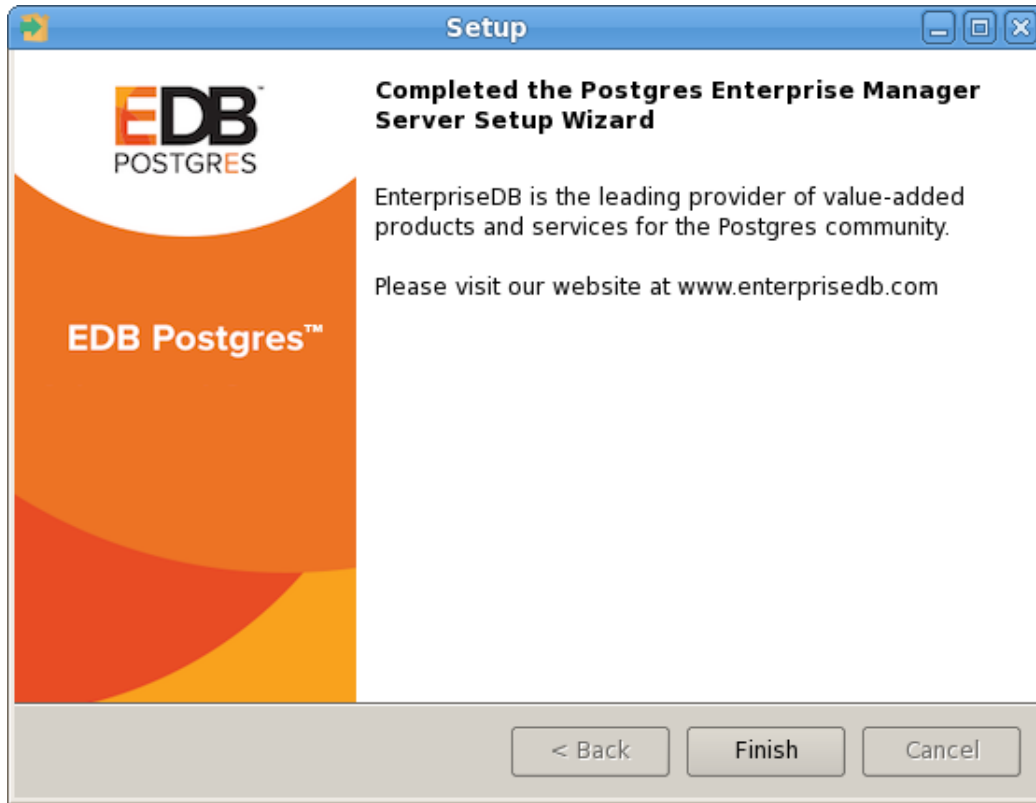 Setup
EDB™
POSTGRES
EDB Postgres™
Completed the Postgres Enterprise Manager
Server Setup Wizard
EnterpriseDB is the leading provider of value-added
products and services for the Postgres community.
Please visit our website at www.enterprisedb.com
< Back
Finish
Cancel